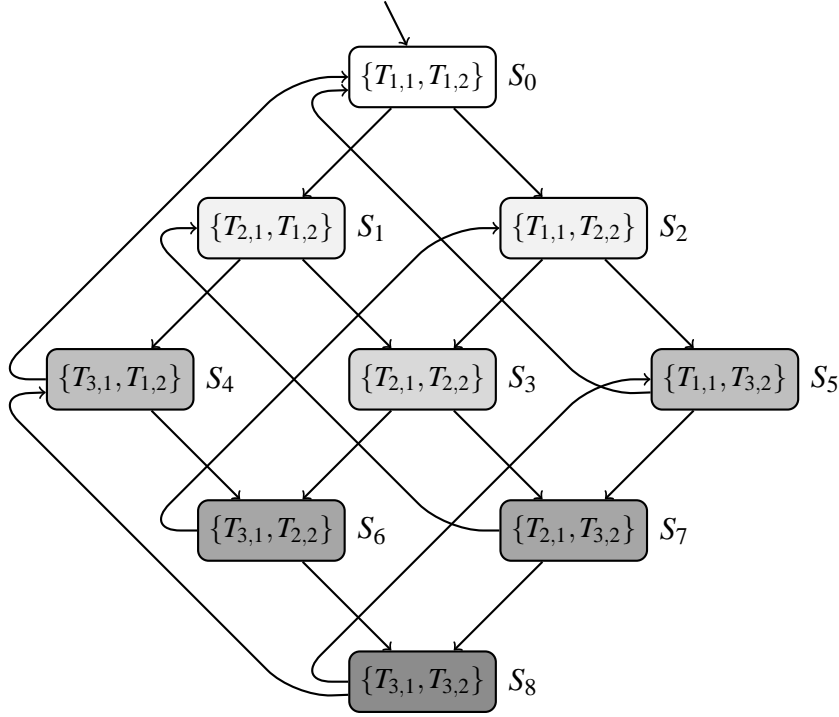 {T₁,₁, T₁,₂} S₀
{T₂,₁, T₁,₂} S₁ {T₁,₁, T₂,₂} S₂
{T₃,₁, T₁,₂} S₄ {T₂,₁, T₂,₂} S₃ {T₁,₁, T₃,₂} S₅
{T₃,₁, T₂,₂} S₆ {T₂,₁, T₃,₂} S₇
{T₃,₁, T₃,₂} S₈